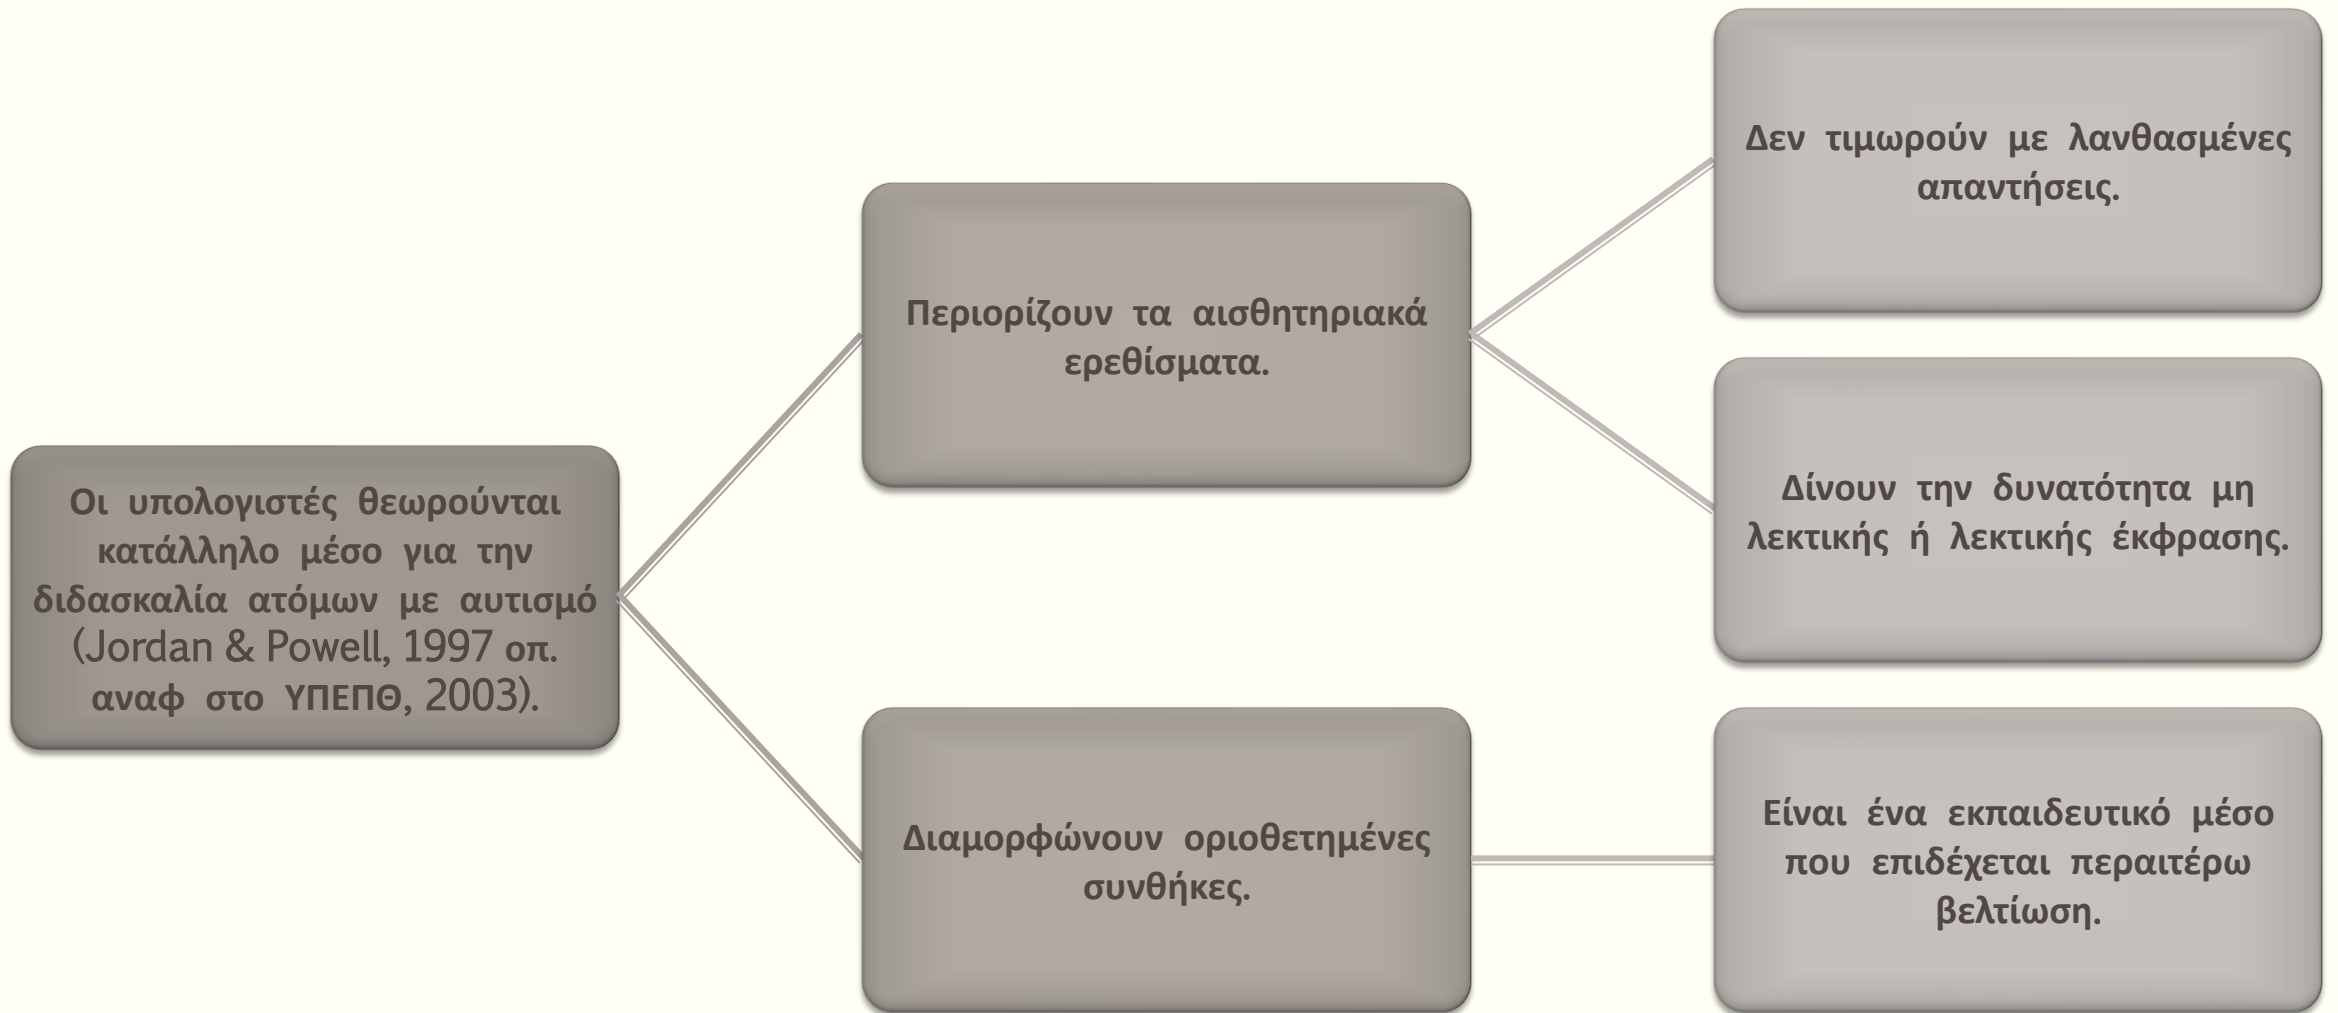 Οι υπολογιστές θεωρούνται
κατάλληλο μέσο για την
διδασκαλία ατόμων με αυτισμό
(Jordan & Powell, 1997 οπ.
αναφ στο ΥΠΕΠΘ, 2003).
Περιορίζουν τα αισθητηριακά
ερεθίσματα.
Δεν τιμωρούν με λανθασμένες
απαντήσεις.
Δίνουν την δυνατότητα μη
λεκτικής ή λεκτικής έκφρασης.
Διαμορφώνουν οριοθετημένες
συνθήκες.
Είναι ένα εκπαιδευτικό μέσο
που επιδέχεται περαιτέρω
βελτίωση.